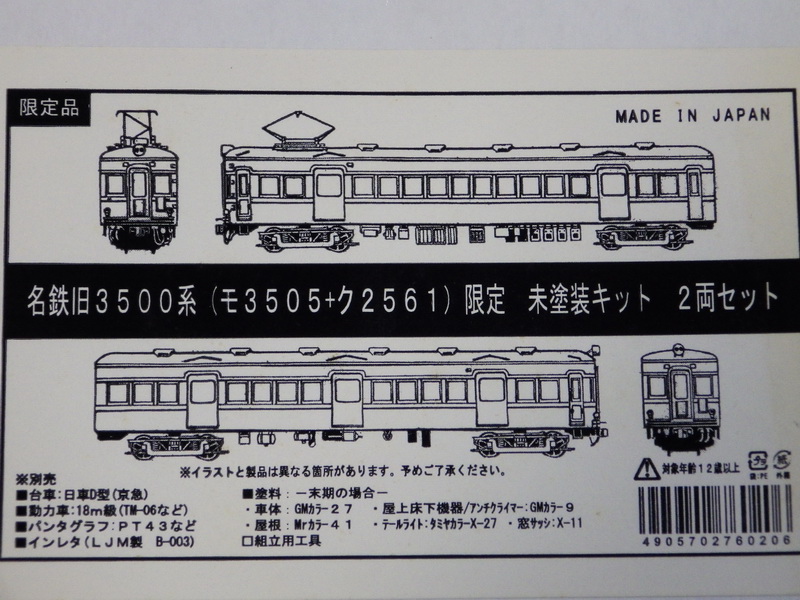 限定品
MADE IN JAPAN
名鉄旧3500系(モ3505+ク2561)限定 未塗装キット 2両セット
※イラストと製品は異なる箇所があります。予めご了承ください。
※別売
■台車:日車D型(京急)
■動力車:18m級(TM-06など)
■パンタグラフ:PT43など
■インレタ(LJM製 B-003)
■塗料:ー末期の場合ー
・車体:GMカラー27 ・屋上床下機器/アンチクライマー:GMカラー9
・屋根:Mrカラー41 ・テールライト:タミヤカラーX-27 ・窓サッシ:X-11
□組立用工具
対象年齢12歳以上
プラ
紙
袋:PE
外箱
4905702760206